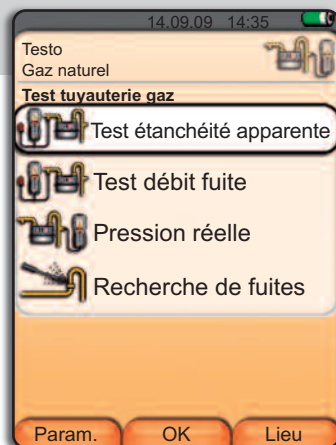 14.09.09 14:35
Testo
Gaz naturel
Test tuyauterie gaz
Test étanchéité apparente
Test débit fuite
Pression réelle
Recherche de fuites
Param. OK Lieu